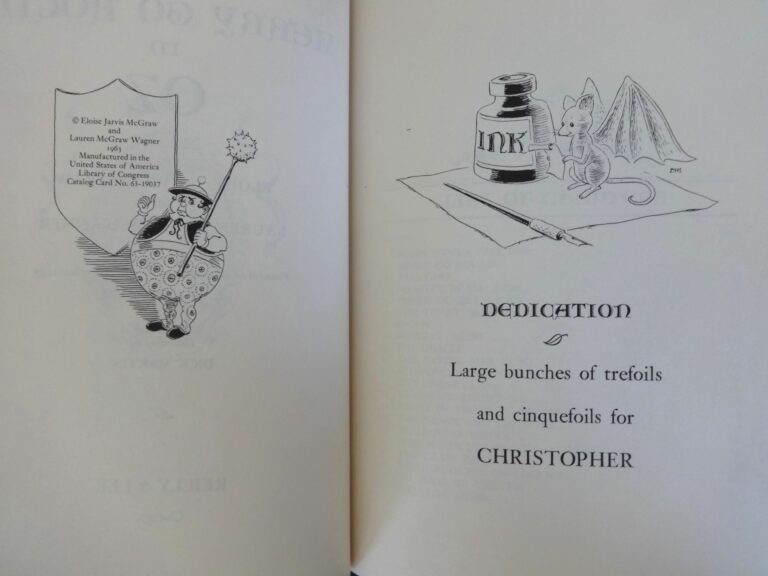 © Eloise Jarvis McGraw
and
Lauren McGraw Wagner
1963
Manufactured in the
United States of America
Library of Congress
Catalog Card No. 63-19037
INK
DEDICATION
Large bunches of trefoils
and cinquefoils for
CHRISTOPHER